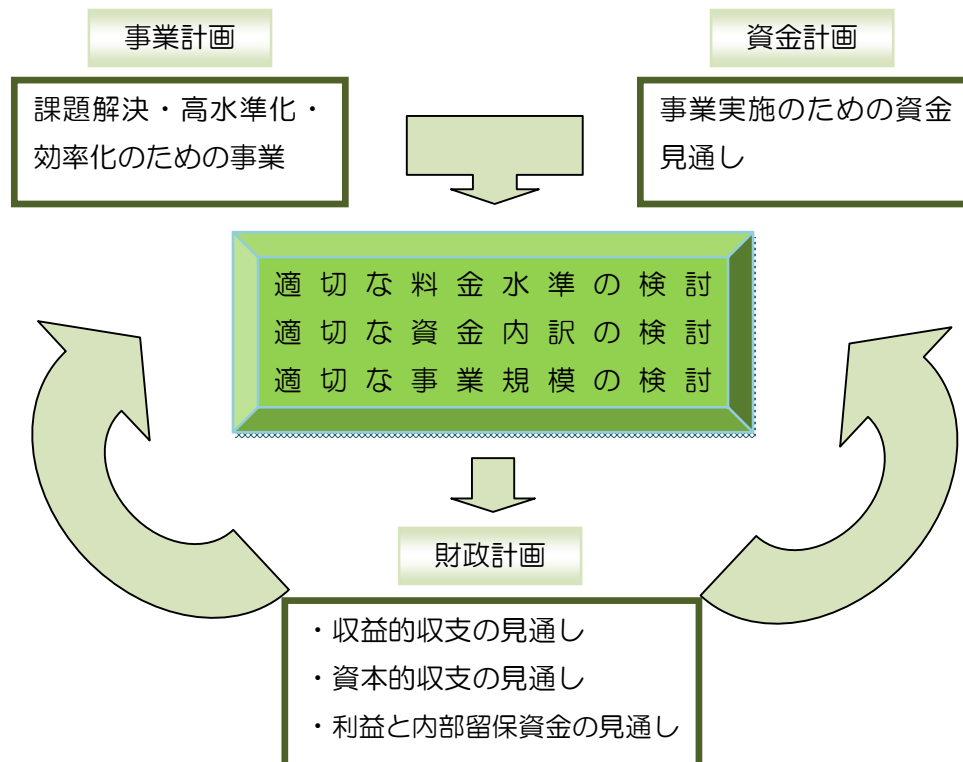 事業計画
課題解決・高水準化・
効率化のための事業
資金計画
事業実施のための資金
見通し
適切な料金水準の検討
適切な資金内訳の検討
適切な事業規模の検討
財政計画
・収益的収支の見通し
・資本的収支の見通し
・利益と内部留保資金の見通し